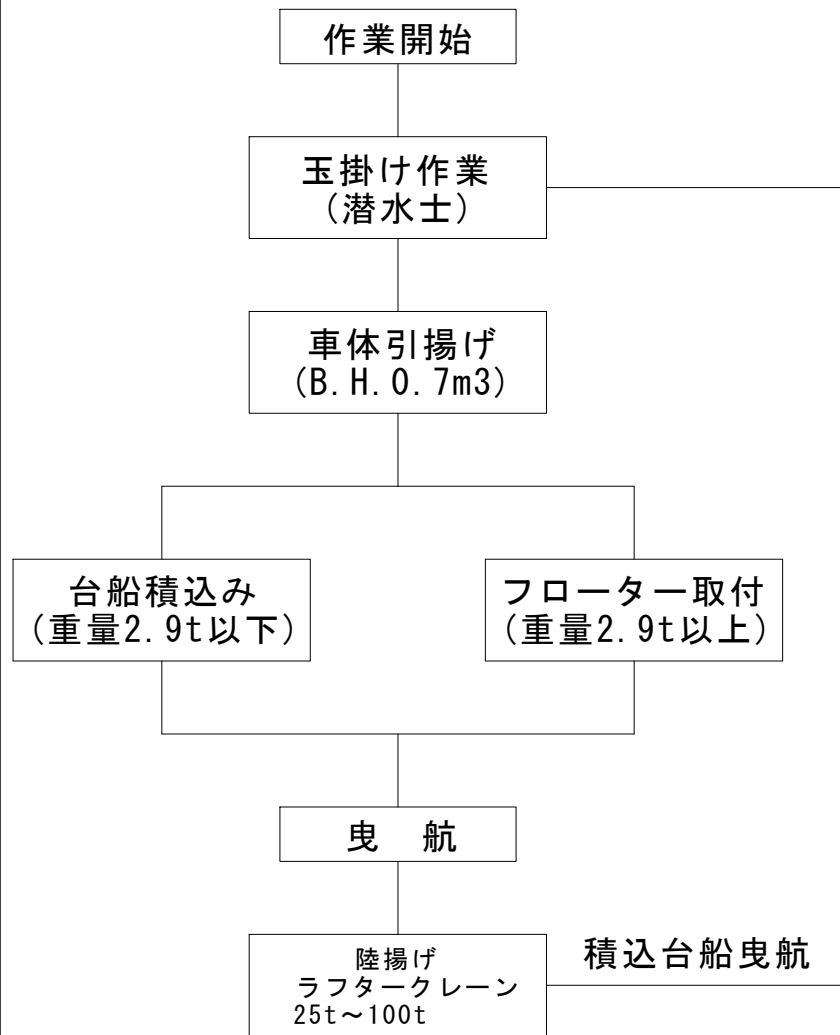 作業開始
玉掛け作業
(潜水士)
車体引揚げ
(B.H.0.7m3)
台船積込み
(重量2.9t以下)
フローター取付
(重量2.9t以上)
曳　航
陸揚げ
ラフタークレーン
25t～100t
積込台船曳航